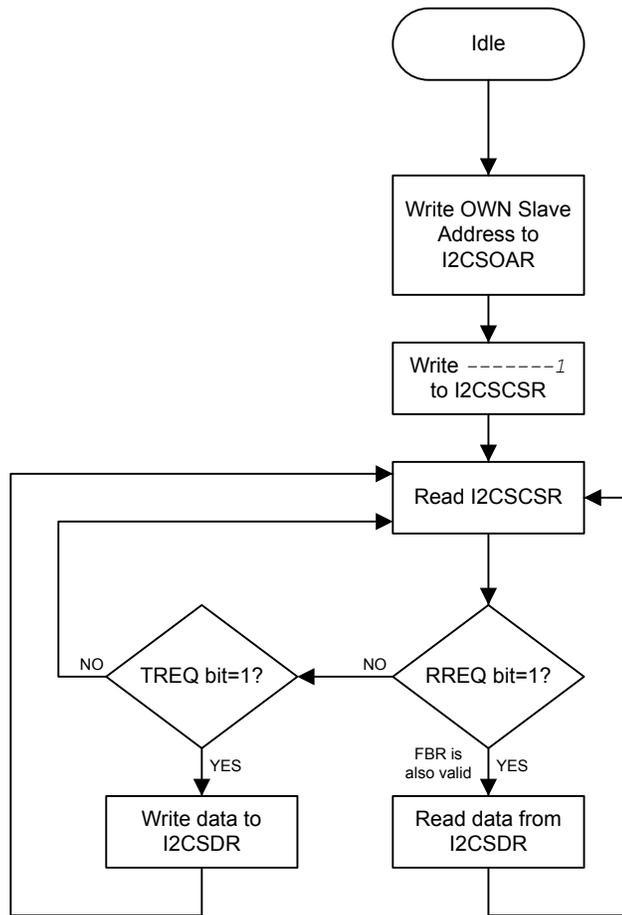 Idle
Write OWN Slave
Address to
I2CSOAR
Write -------1
to I2CSCSR
Read I2CSCSR
NO
TREQ bit=1?
NO
RREQ bit=1?
YES
FBR is
also valid
YES
Write data to
I2CSDR
Read data from
I2CSDR